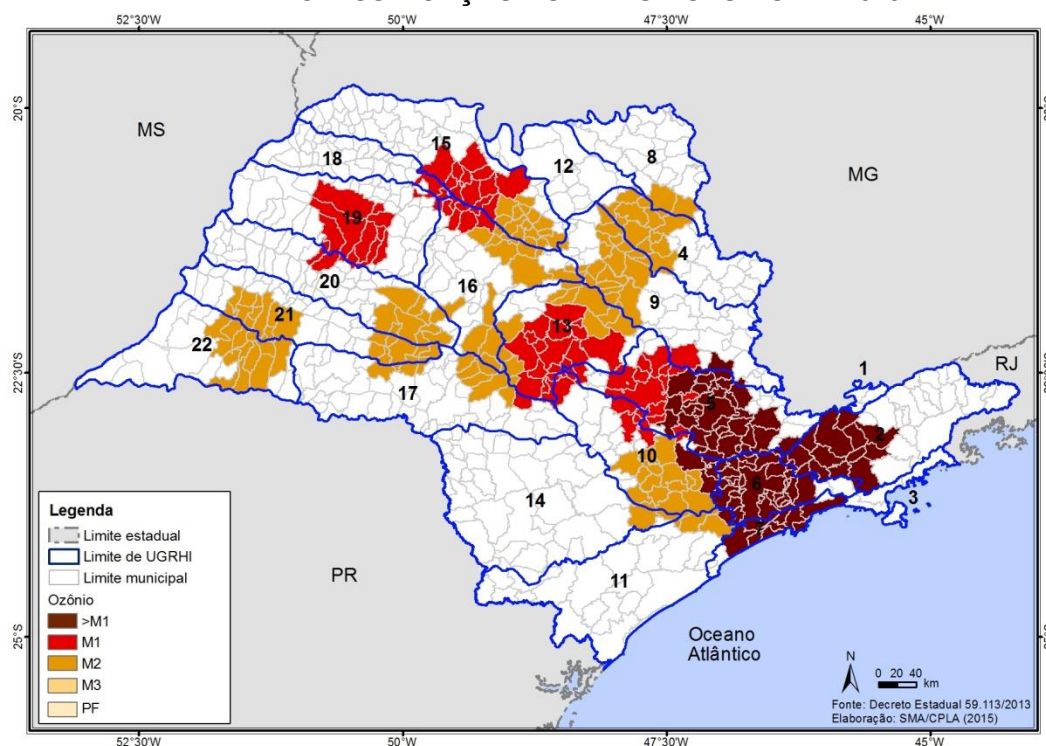 52°30'W 50°W 47°30'W 45°W
20°S
MS
MG
15
18
12
8
19
4
20
16
9
21
13
22
22°30'S
1
RJ
17
5
2
10
6
3
14
7
11
PR
25°S
Oceano
Atlântico
Legenda
Limite estadual
Limite de UGRHI
Limite municipal
Ozônio
>M1
M1
M2
M3
PF
N
0 20 40
km
Fonte: Decreto Estadual 59.113/2013
Elaboração: SMA/CPLA (2015)
52°30'W 50°W 47°30'W 45°W